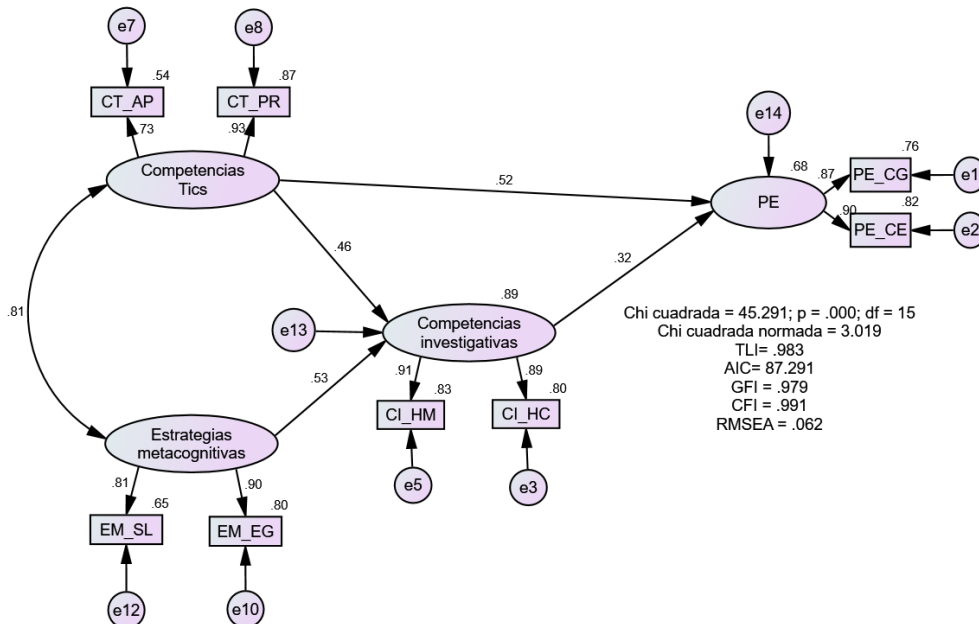 e7
e8
.54
.87
CT_AP
CT_PR
.73
.93
Competencias
Tics
e14
.68
.76
.87
PE_CG
e1
PE
.90
.82
PE_CE
e2
.52
.46
.32
.81
e13
.89
Competencias
investigativas
.91
.83
.89
.80
CI_HM
CI_HC
e5
e3
.53
Estrategias
metacognitivas
.81
.65
.90
.80
EM_SL
EM_EG
e12
e10
Chi cuadrada = 45.291; p = .000; df = 15
Chi cuadrada normada = 3.019
TLI= .983
AIC= 87.291
GFI = .979
CFI = .991
RMSEA = .062